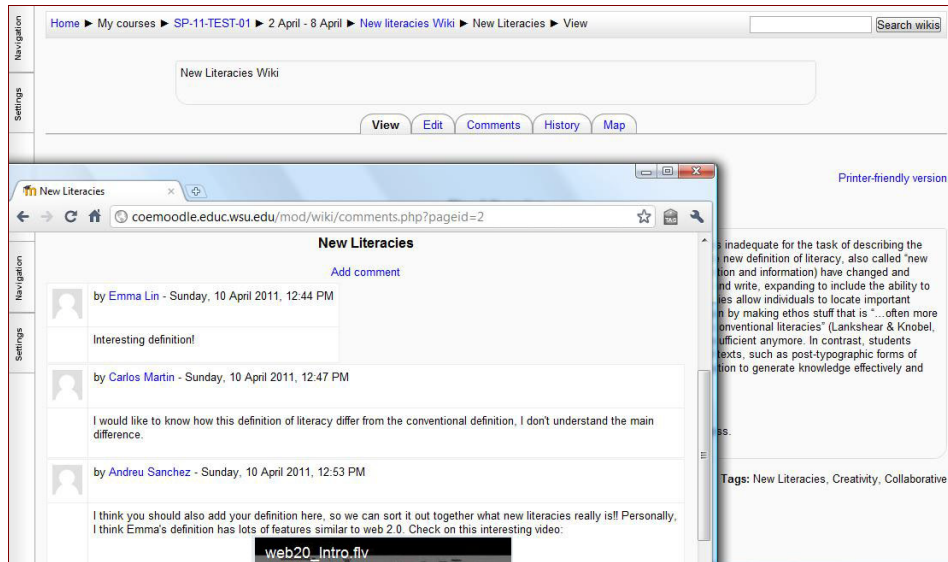 Navigation
Settings
Home ► My courses ► SP-11-TEST-01 ► 2 April - 8 April ► New literacies Wiki ► New Literacies ► View
Search wikis
New Literacies Wiki
View Edit Comments History Map
Printer-friendly version
New Literacies
coemoodle.educ.wsu.edu/mod/wiki/comments.php?pageid=2
TAG
Navigation
Settings
New Literacies
Add comment
by Emma Lin - Sunday, 10 April 2011, 12:44 PM
Interesting definition!
by Carlos Martin - Sunday, 10 April 2011, 12:47 PM
I would like to know how this definition of literacy differ from the conventional definition, I don't understand the main
difference.
by Andreu Sanchez - Sunday, 10 April 2011, 12:53 PM
I think you should also add your definition here, so we can sort it out together what new literacies really is!! Personally,
I think Emma's definition has lots of features similar to web 2.0. Check on this interesting video:
web20_Intro.flv
inadequate for the task of describing the
new definition of literacy, also called "new
and information) have changed and
write, expanding to include the ability to
allow individuals to locate important
by making ethos stuff that is "...often more
conventional literacies" (Lankshear & Knobel,
anymore. In contrast, students
texts, such as post-typographic forms of
to generate knowledge effectively and
Tags: New Literacies, Creativity, Collaborative